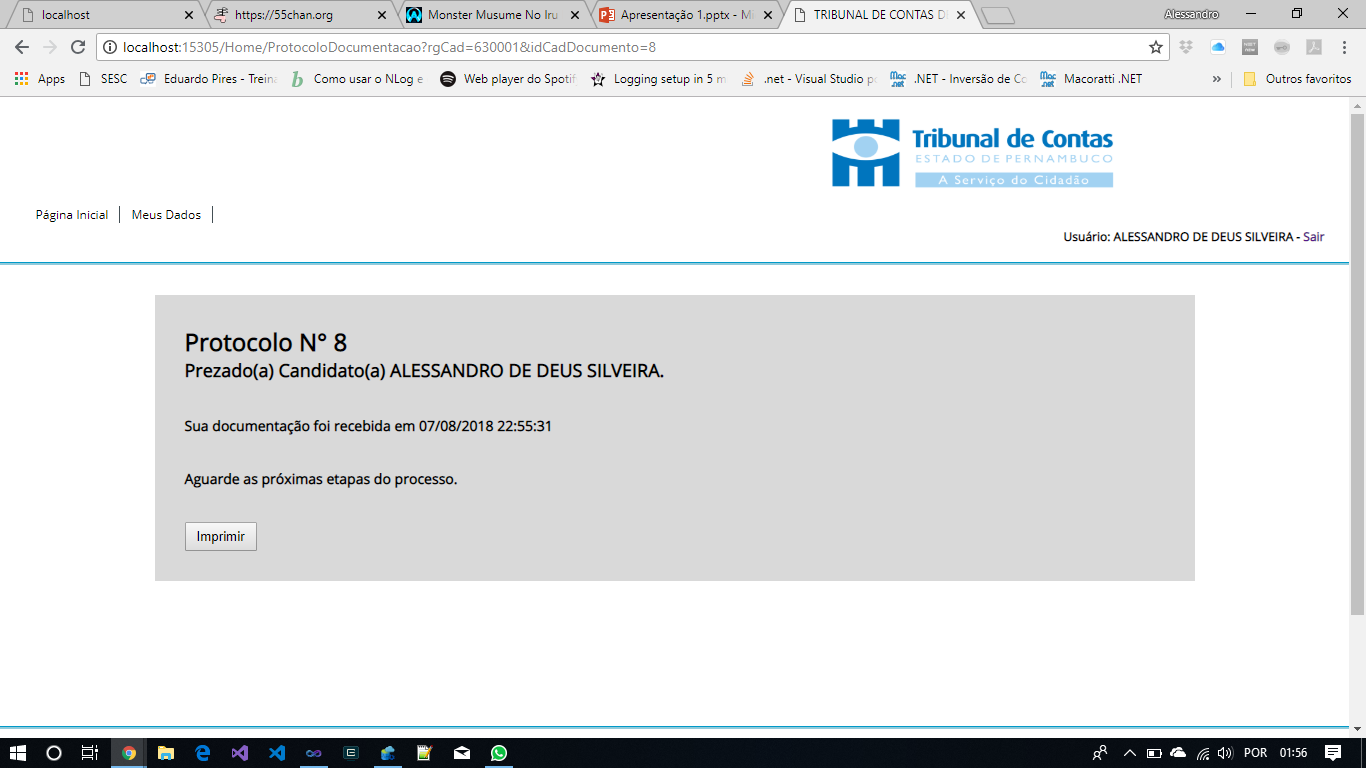 localhost
https://55chan.org
Monster Musume No Iru
Apresentação 1.pptx - Mi
TRIBUNAL DE CONTAS D
Alessandro
localhost:15305/Home/ProtocoloDocumentacao?rgCad=630001&idCadDocumento=8
Apps
SESC
Eduardo Pires - Trein
Como usar o NLog e
Web player do Spotif
Logging setup in 5 m
.net - Visual Studio p
.NET - Inversão de Co
Macoratti .NET
»
Outros favoritos
Tribunal de Contas
ESTADO DE PERNAMBUCO
A Serviço do Cidadão
Página Inicial
Meus Dados
Usuário: ALESSANDRO DE DEUS SILVEIRA - Sair
Protocolo N° 8
Prezado(a) Candidato(a) ALESSANDRO DE DEUS SILVEIRA.
Sua documentação foi recebida em 07/08/2018 22:55:31
Aguarde as próximas etapas do processo.
Imprimir
POR
01:56